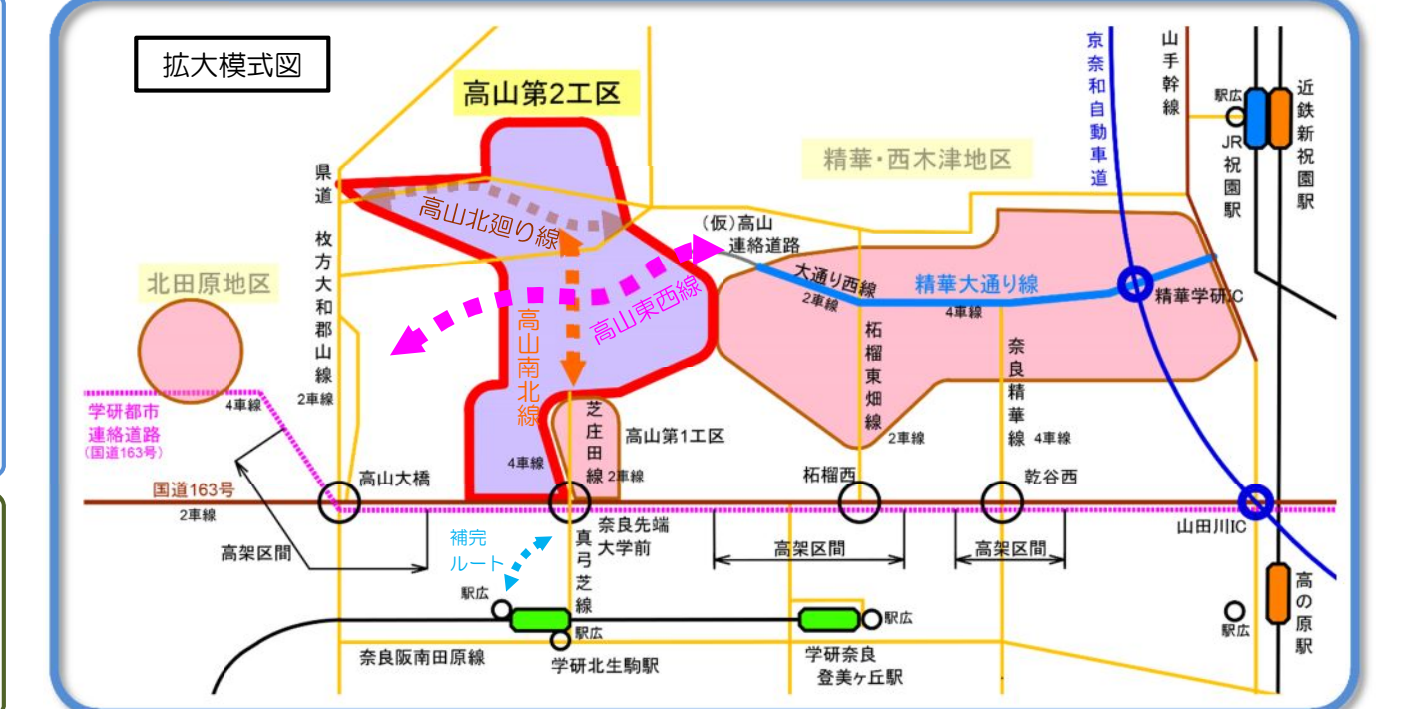 拡大模式図
高山第2工区
精華・西木津地区
北田原地区
京奈和自動車道
山手幹線
駅広
JR祝園駅
近鉄新祝園駅
県道 枚方大和郡山線
2車線
高山北廻り線
(仮)高山
連絡道路
大通り西線
2車線
精華大通り線
4車線
精華学研IC
高山東西線
高山南北線
柘榴東畑線
2車線
奈良精華線
4車線
4車線
学研都市
連絡道路
(国道163号)
芝庄田線
2車線
高山第1工区
4車線
高山大橋
国道163号
2車線
柘榴西
乾谷西
山田川IC
高架区間
補完
ルート
奈良先端
大学前
真弓芝線
高架区間
高架区間
駅広
駅広
駅広
駅広
高の原駅
奈良阪南田原線
学研北生駒駅
学研奈良
登美ヶ丘駅